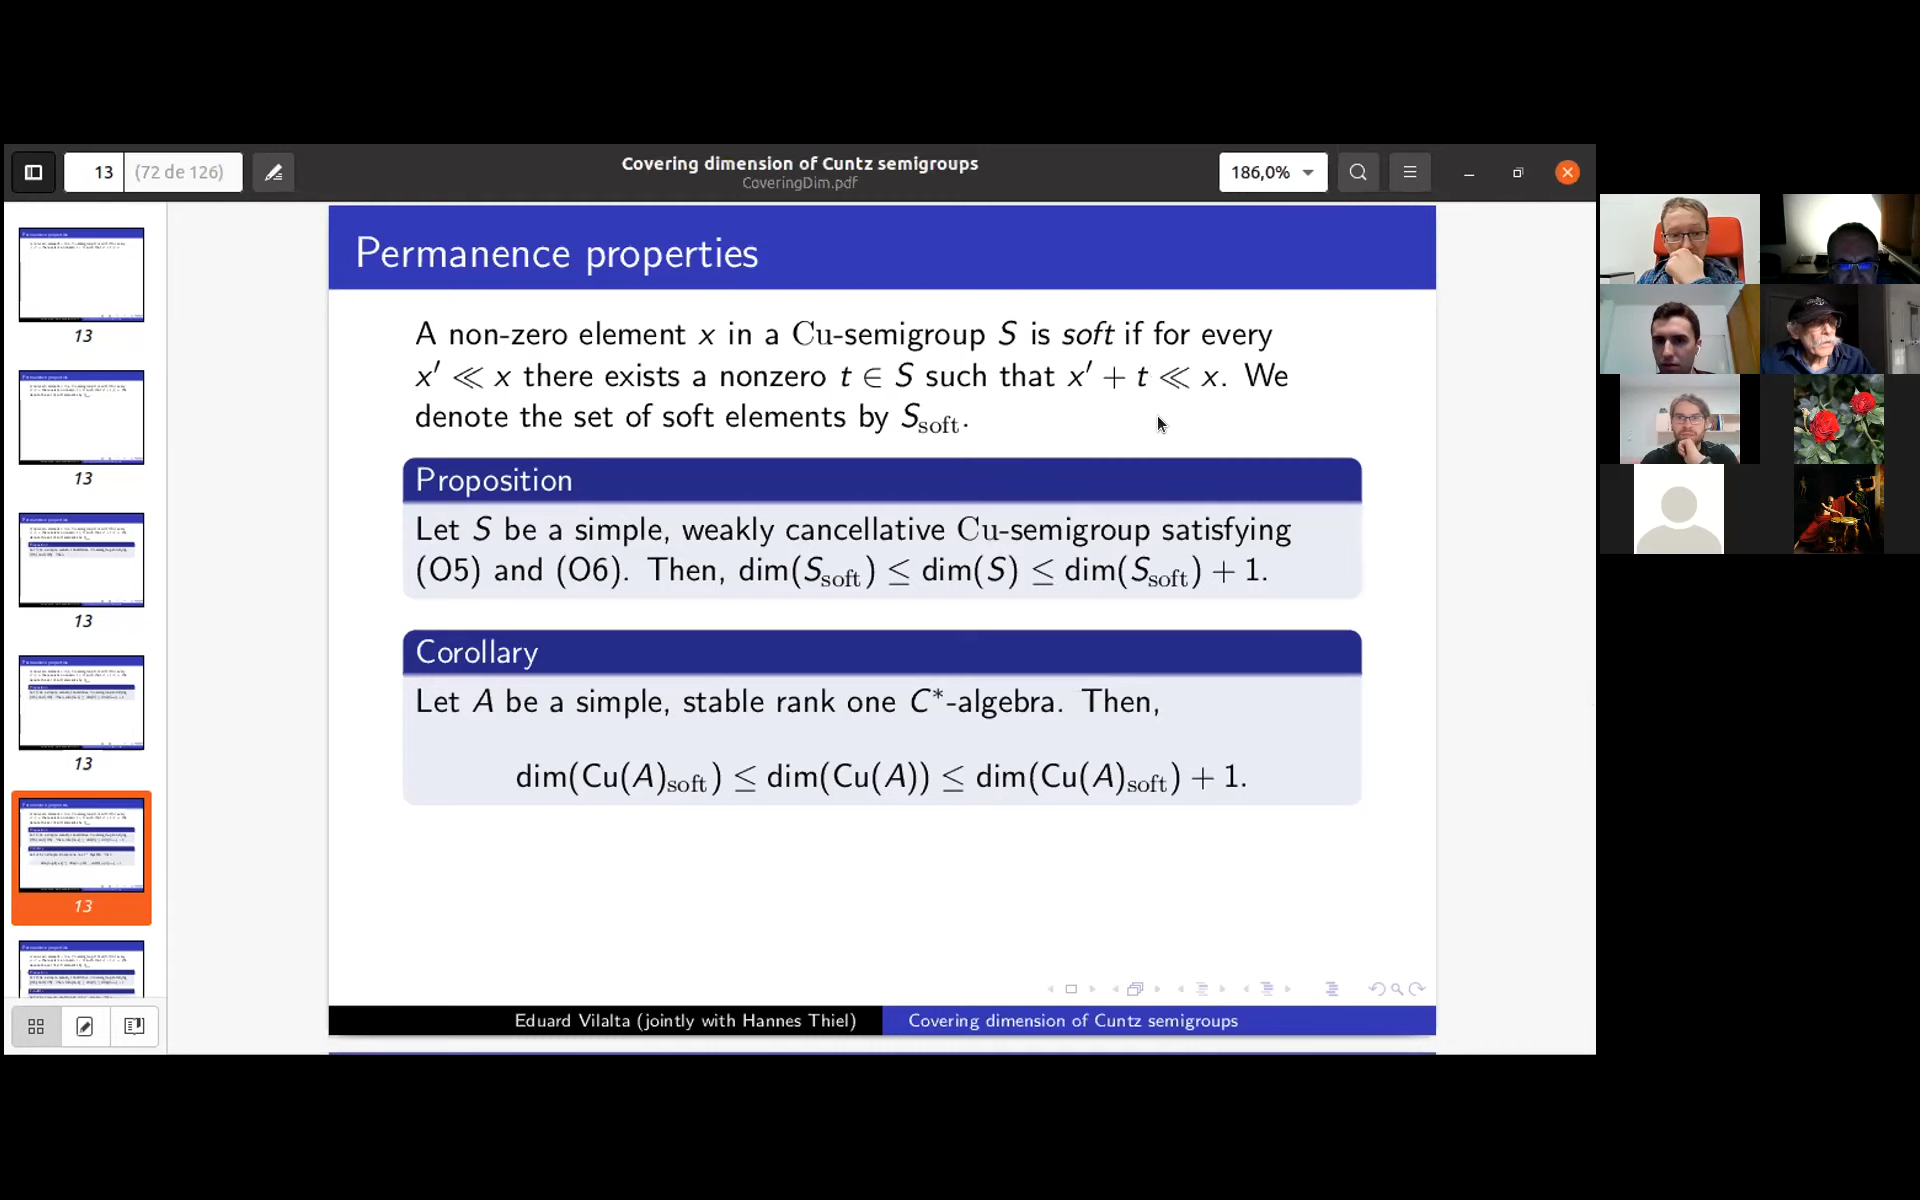 13
(72 de 126)
Covering dimension of Cuntz semigroups
CoveringDim.pdf
186,0%
13
13
13
13
13
Permanence properties
A non-zero element x in a Cu-semigroup S is soft if for every
x′ ≪ x there exists a nonzero t ∈ S such that x′ + t ≪ x. We
denote the set of soft elements by S_soft.
Proposition
Let S be a simple, weakly cancellative Cu-semigroup satisfying
(O5) and (O6). Then, dim(S_soft) ≤ dim(S) ≤ dim(S_soft) + 1.
Corollary
Let A be a simple, stable rank one C*-algebra. Then,
dim(Cu(A)_soft) ≤ dim(Cu(A)) ≤ dim(Cu(A)_soft) + 1.
Eduard Vilalta (jointly with Hannes Thiel)
Covering dimension of Cuntz semigroups